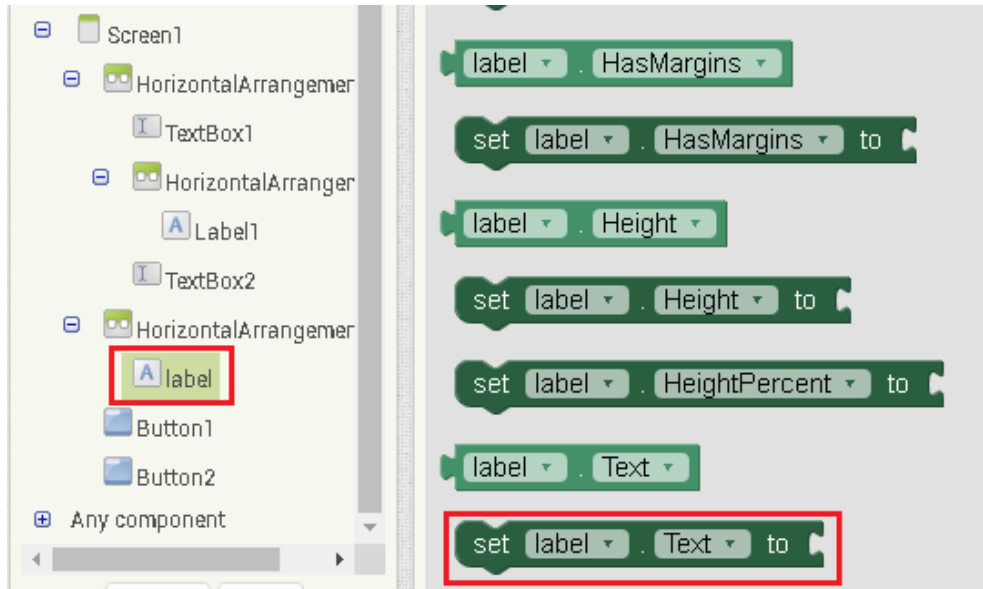 Screen1
HorizontalArrangemer
TextBox1
HorizontalArranger
A Label1
TextBox2
HorizontalArrangemer
A label
Button1
Button2
Any component
label . HasMargins
set label . HasMargins to
label . Height
set label . Height to
set label . HeightPercent to
label . Text
set label . Text to